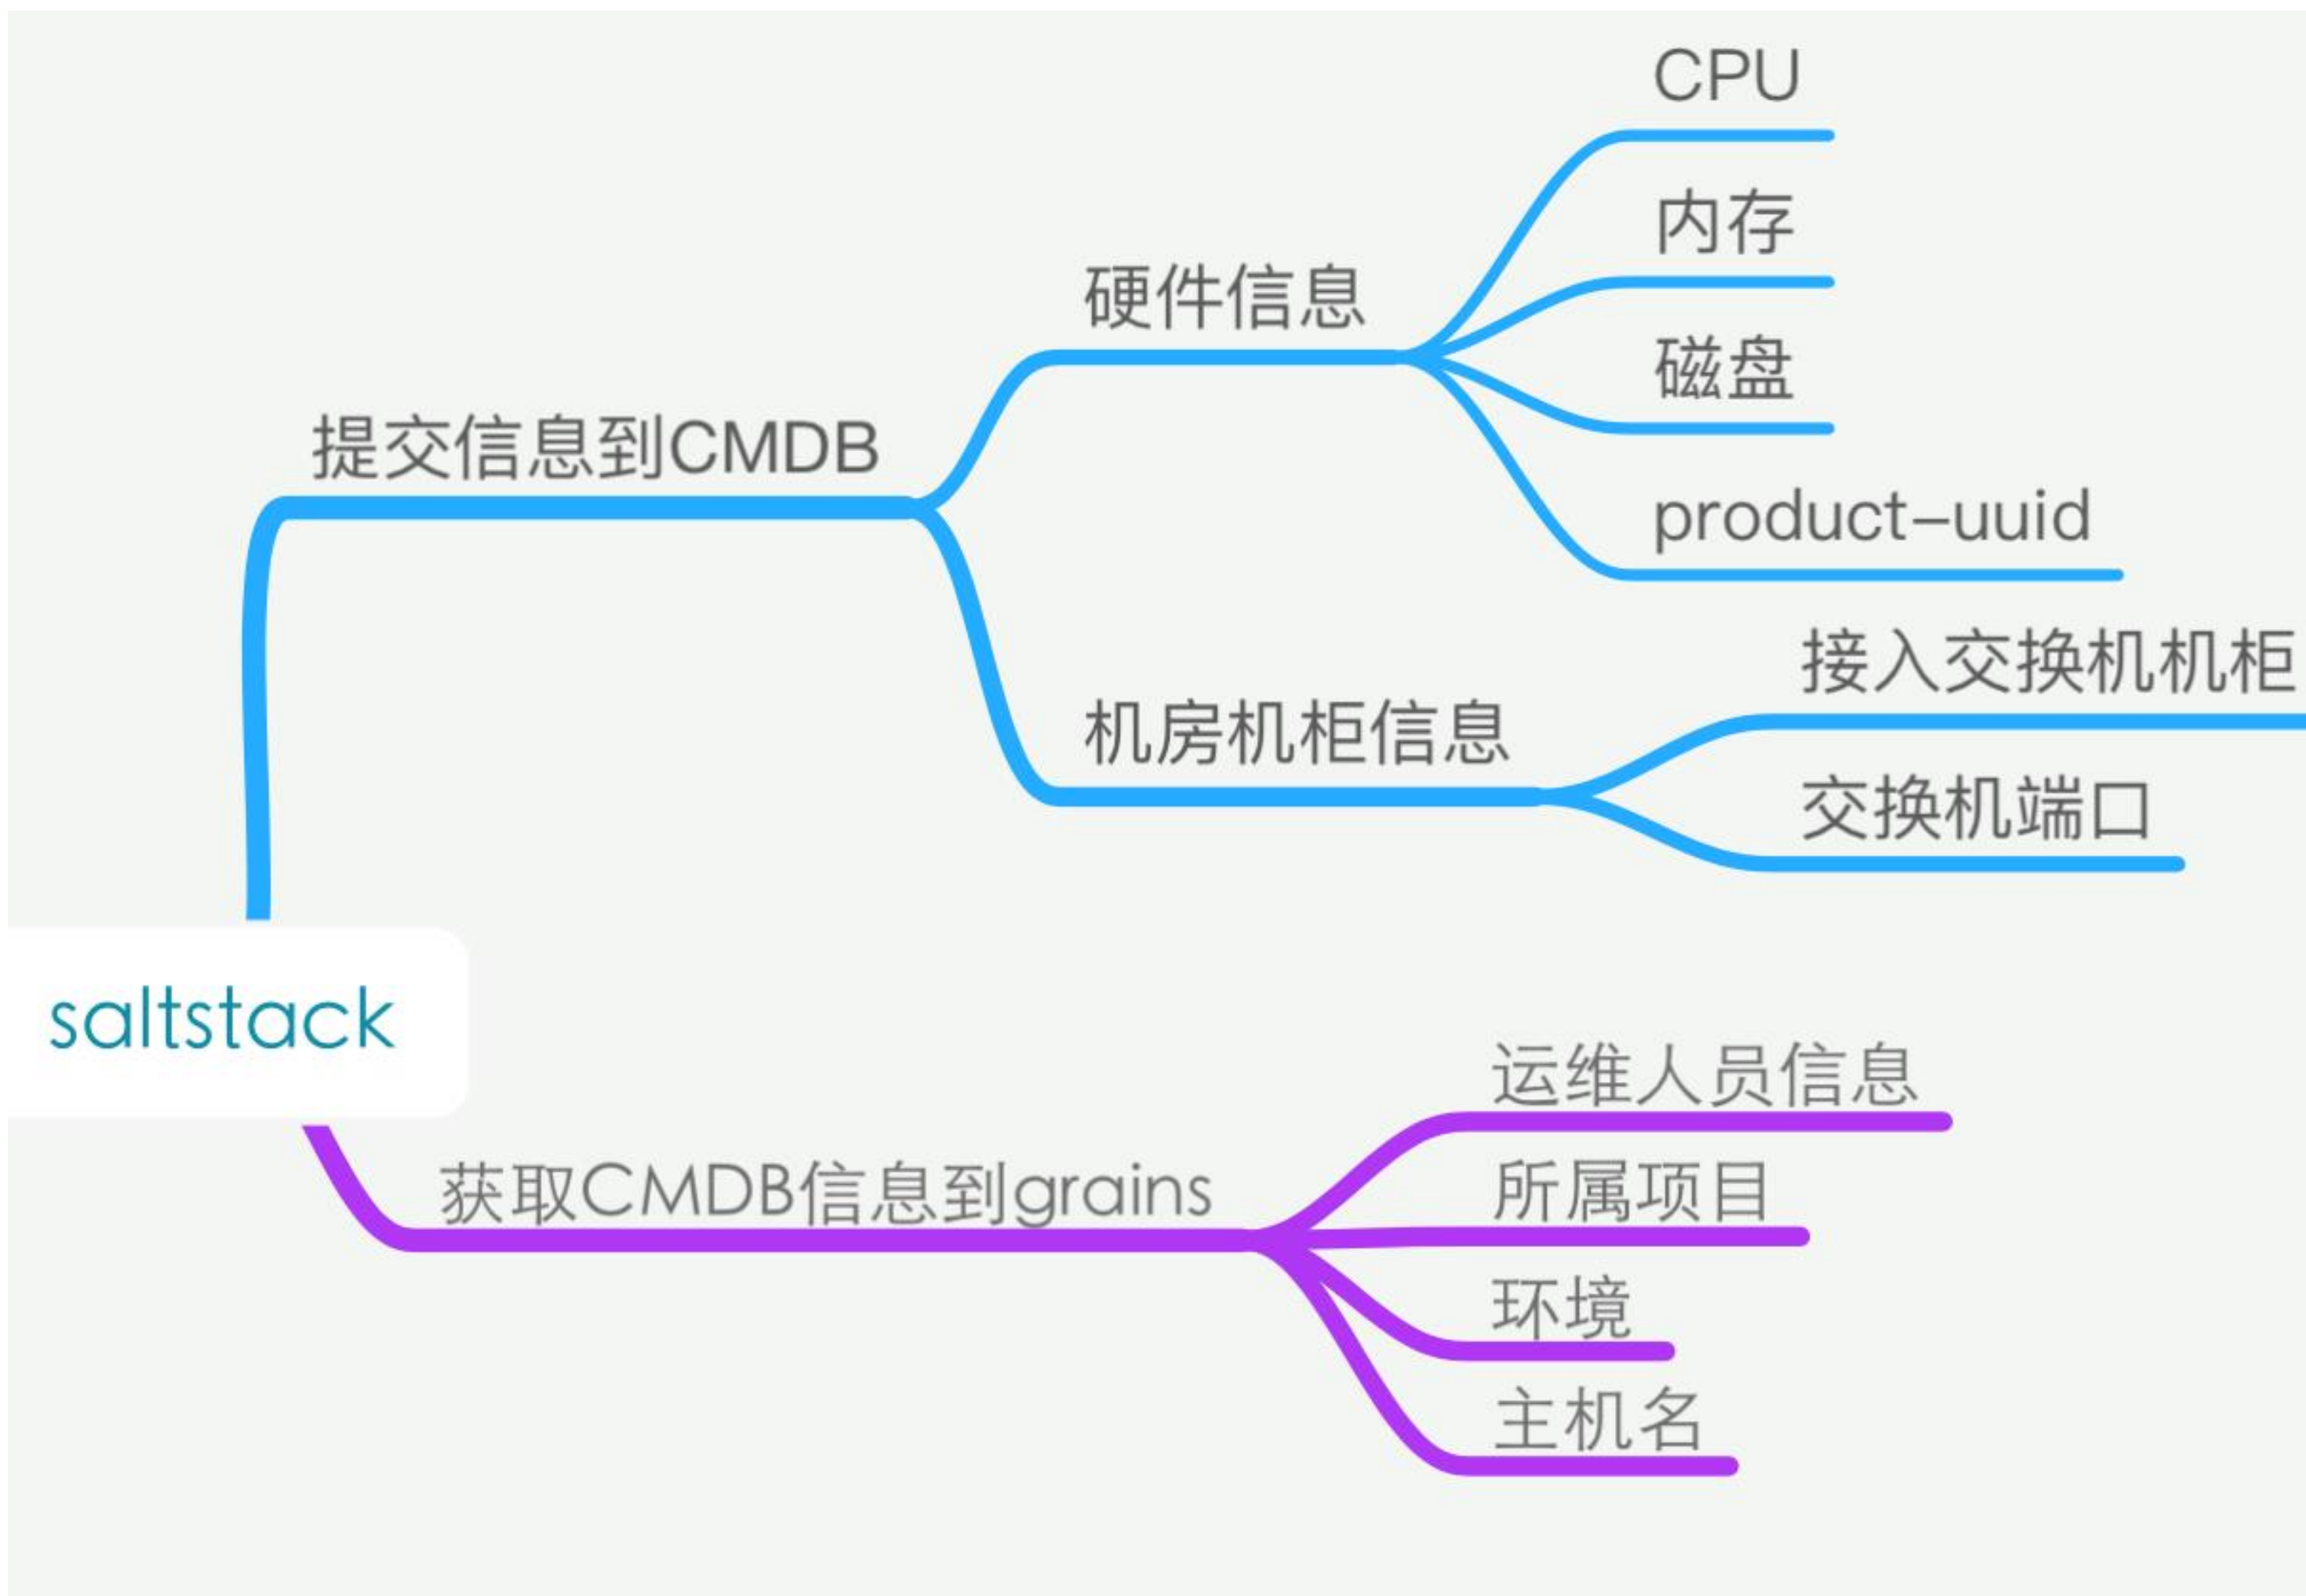 CPU
内存
硬件信息
磁盘
提交信息到CMDB
product-uuid
接入交换机机柜
机房机柜信息
交换机端口
saltstack
运维人员信息
获取CMDB信息到grains
所属项目
环境
主机名